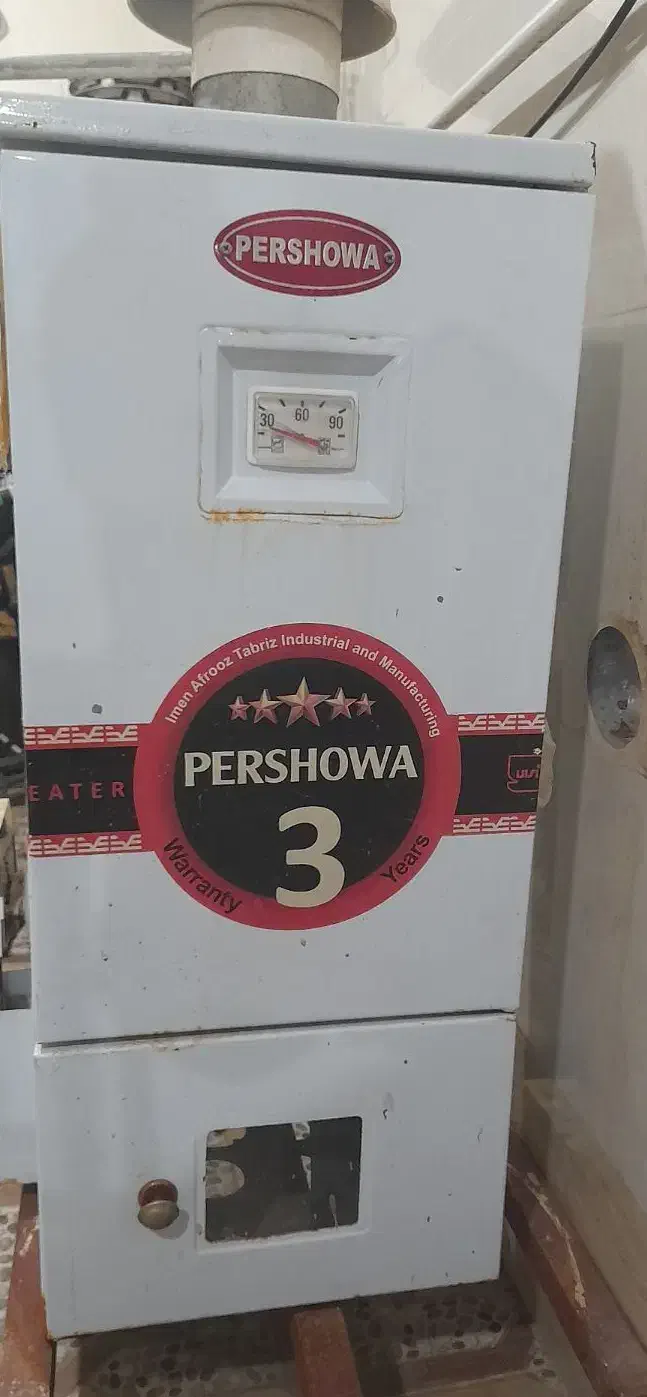 PERSHOWA
30 60 90
Imen Afrooz Tabriz Industrial and Manufacturing
PERSHOWA
EATER
3
Warranty Years